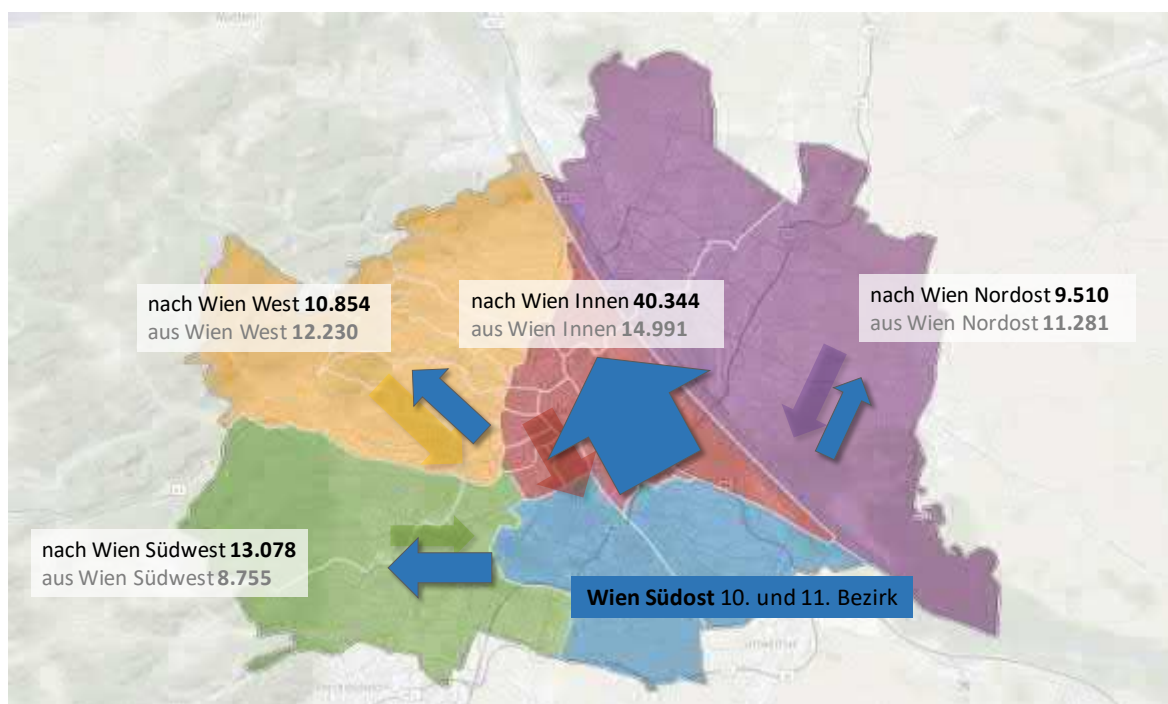 nach Wien West 10.854
aus Wien West 12.230
nach Wien Innen 40.344
aus Wien Innen 14.991
nach Wien Nordost 9.510
aus Wien Nordost 11.281
nach Wien Südwest 13.078
aus Wien Südwest 8.755
Wien Südost 10. und 11. Bezirk